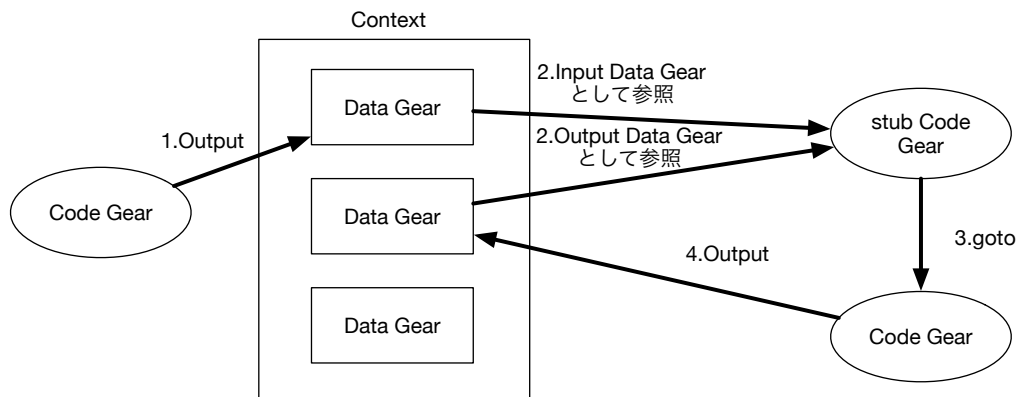 Context
Data Gear
2.Input Data Gear
として参照
1.Output
2.Output Data Gear
として参照
stub Code
Gear
Code Gear
Data Gear
3.goto
4.Output
Data Gear
Code Gear